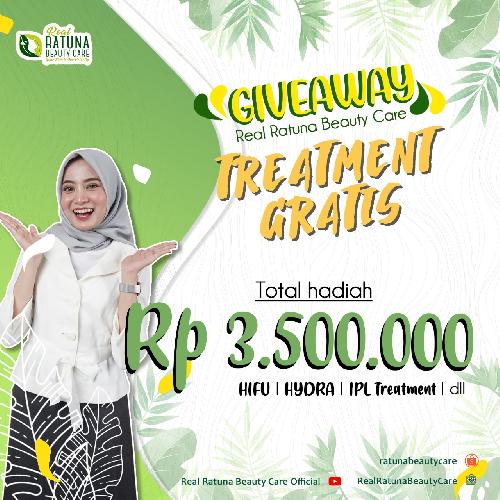 Real
RATUNA
BEAUTY CARE
GIVEAWAY
Real Ratuna Beauty Care
TREATMENT
GRATIS
Total hadiah
Rp 3.500.000
HIFU | HYDRA | IPL Treatment | dll
ratunabeautycare
Real Ratuna Beauty Care Official
RealRatunaBeautyCare